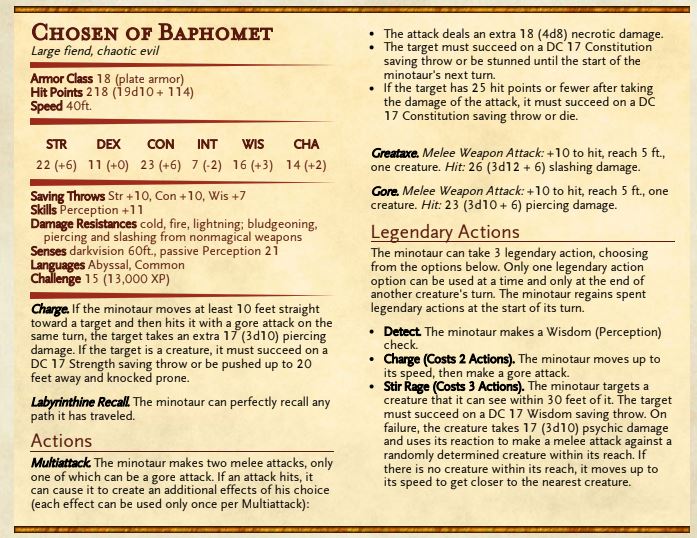 Chosen of Baphomet
Large fiend, chaotic evil
Armor Class 18 (plate armor)
Hit Points 218 (19d10 + 114)
Speed 40ft.
STR DEX CON INT WIS CHA
22 (+6) 11 (+0) 23 (+6) 7 (-2) 16 (+3) 14 (+2)
Saving Throws Str +10, Con +10, Wis +7
Skills Perception +11
Damage Resistances cold, fire, lightning; bludgeoning,
piercing and slashing from nonmagical weapons
Senses darkvision 60ft., passive Perception 21
Languages Abyssal, Common
Challenge 15 (13,000 XP)
Charge. If the minotaur moves at least 10 feet straight
toward a target and then hits it with a gore attack on the
same turn, the target takes an extra 17 (3d10) piercing
damage. If the target is a creature, it must succeed on a
DC 17 Strength saving throw or be pushed up to 20
feet away and knocked prone.
Labyrinthine Recall. The minotaur can perfectly recall any
path it has traveled.
Actions
Multiattack. The minotaur makes two melee attacks, only
one of which can be a gore attack. If an attack hits, it
can cause it to create an additional effects of his choice
(each effect can be used only once per Multiattack):
• The attack deals an extra 18 (4d8) necrotic damage.
• The target must succeed on a DC 17 Constitution
saving throw or be stunned until the start of the
minotaur's next turn.
• If the target has 25 hit points or fewer after taking
the damage of the attack, it must succeed on a DC
17 Constitution saving throw or die.
Greataxe. Melee Weapon Attack: +10 to hit, reach 5 ft.,
one creature. Hit: 26 (3d12 + 6) slashing damage.
Gore. Melee Weapon Attack: +10 to hit, reach 5 ft., one
creature. Hit: 23 (3d10 + 6) piercing damage.
Legendary Actions
The minotaur can take 3 legendary action, choosing
from the options below. Only one legendary action
option can be used at a time and only at the end of
another creature's turn. The minotaur regains spent
legendary actions at the start of its turn.
• Detect. The minotaur makes a Wisdom (Perception)
check.
• Charge (Costs 2 Actions). The minotaur moves up to
its speed, then make a gore attack.
• Stir Rage (Costs 3 Actions). The minotaur targets a
creature that it can see within 30 feet of it. The target
must succeed on a DC 17 Wisdom saving throw. On
failure, the creature takes 17 (3d10) psychic damage
and uses its reaction to make a melee attack against a
randomly determined creature within its reach. If
there is no creature within its reach, it moves up to
its speed to get closer to the nearest creature.